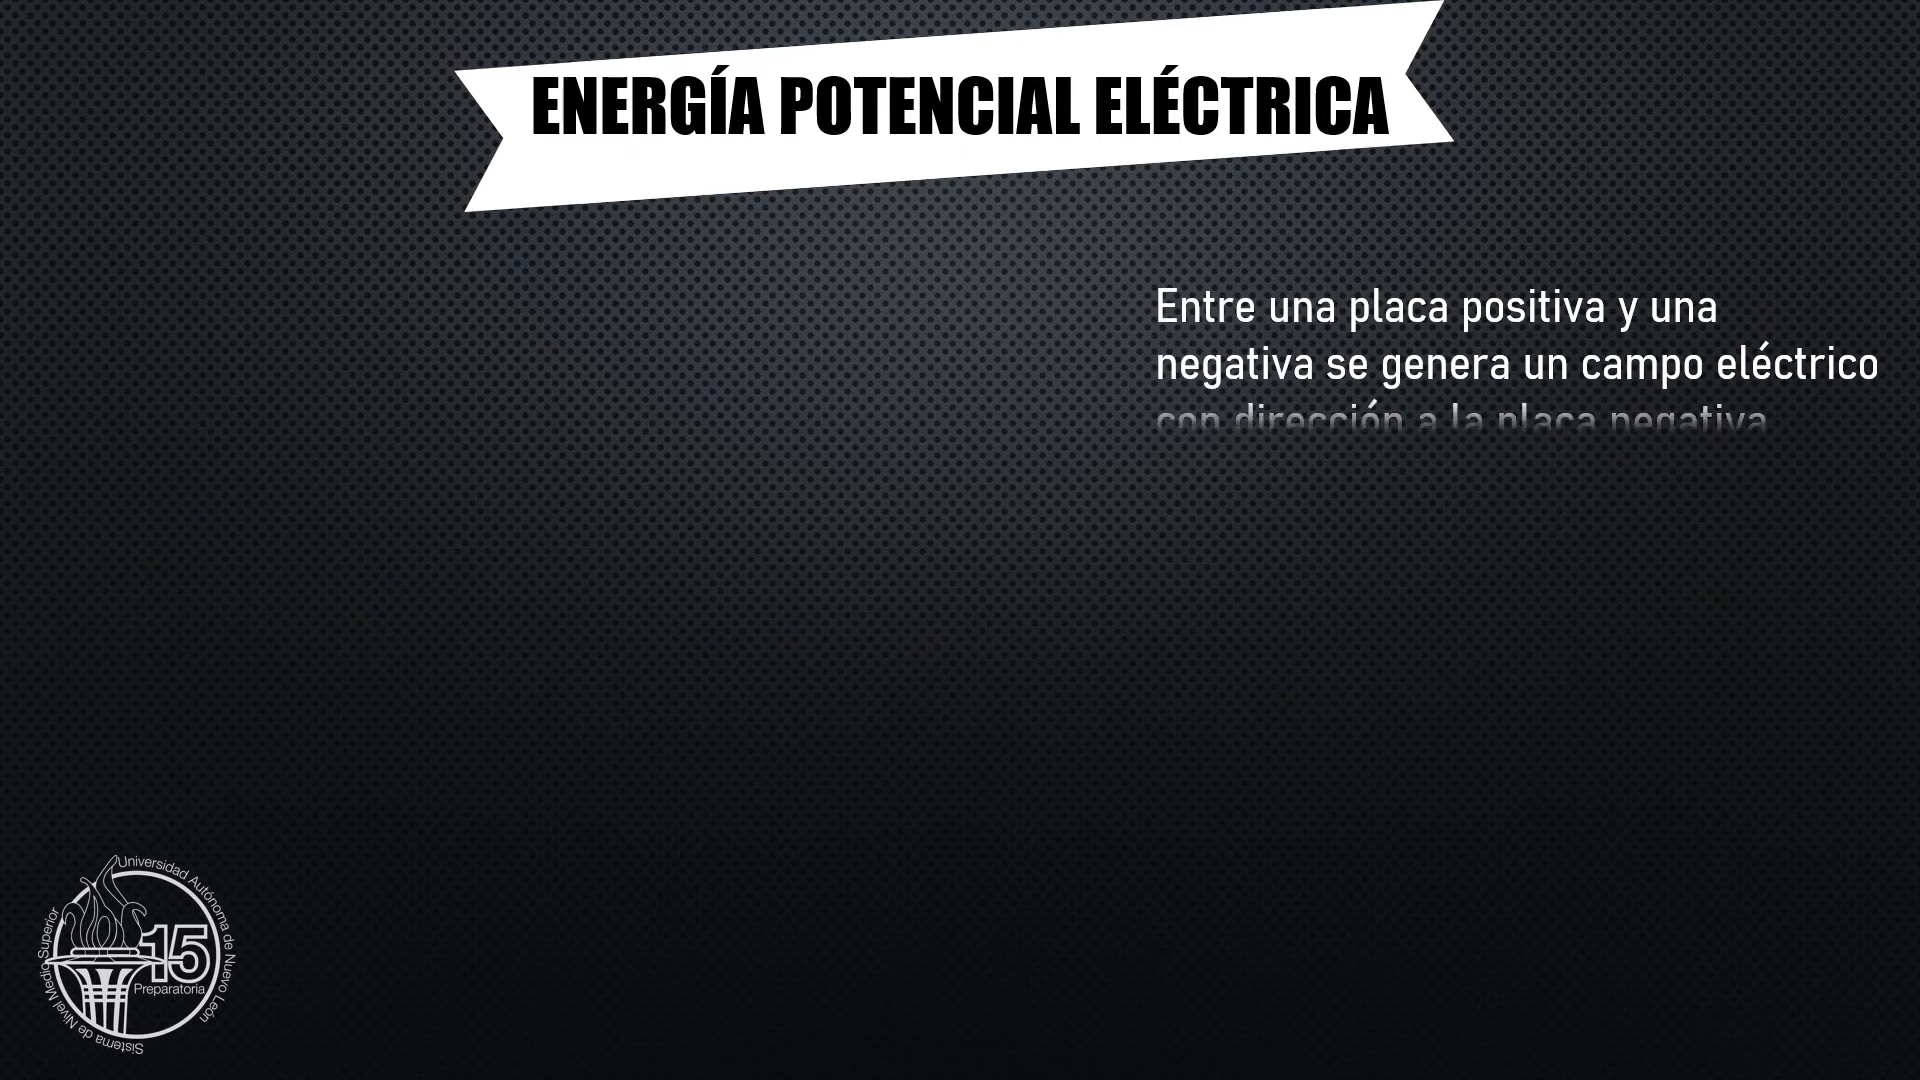 ENERGÍA POTENCIAL ELÉCTRICA
Entre una placa positiva y una
negativa se genera un campo eléctrico
con dirección a la placa negativa
Universidad Autónoma de Nuevo León
15
Preparatoria
Sistema de Nivel Medio Superior